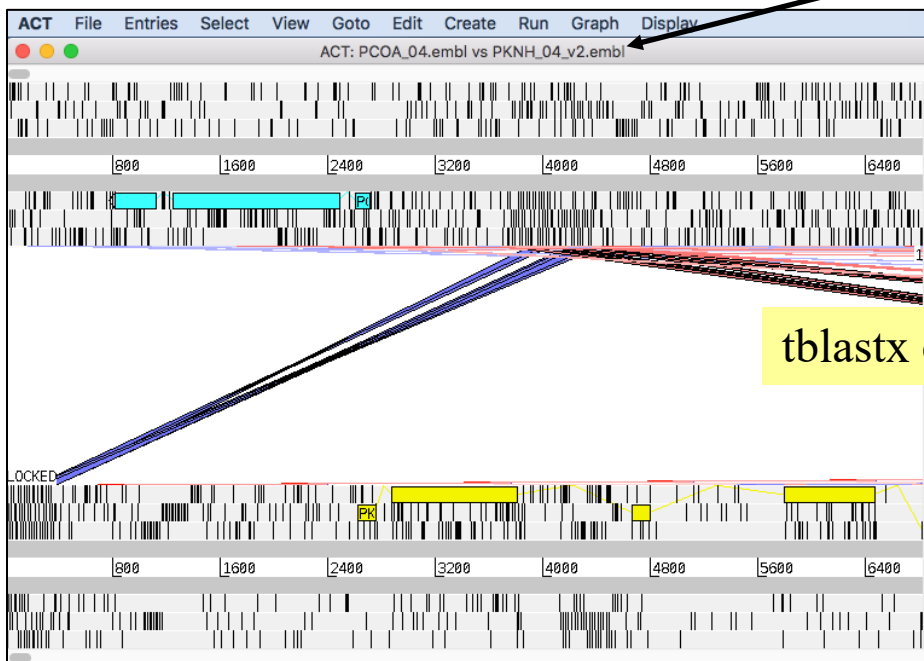 ACT File Entries Select View Goto Edit Create Run Graph Display
ACT: PCOA_04.embl vs PKNH_04_v2.embl
800 1600 2400 3200 4000 4800 5600 6400
1
tblastx
LOCKED
PK
800 1600 2400 3200 4000 4800 5600 6400